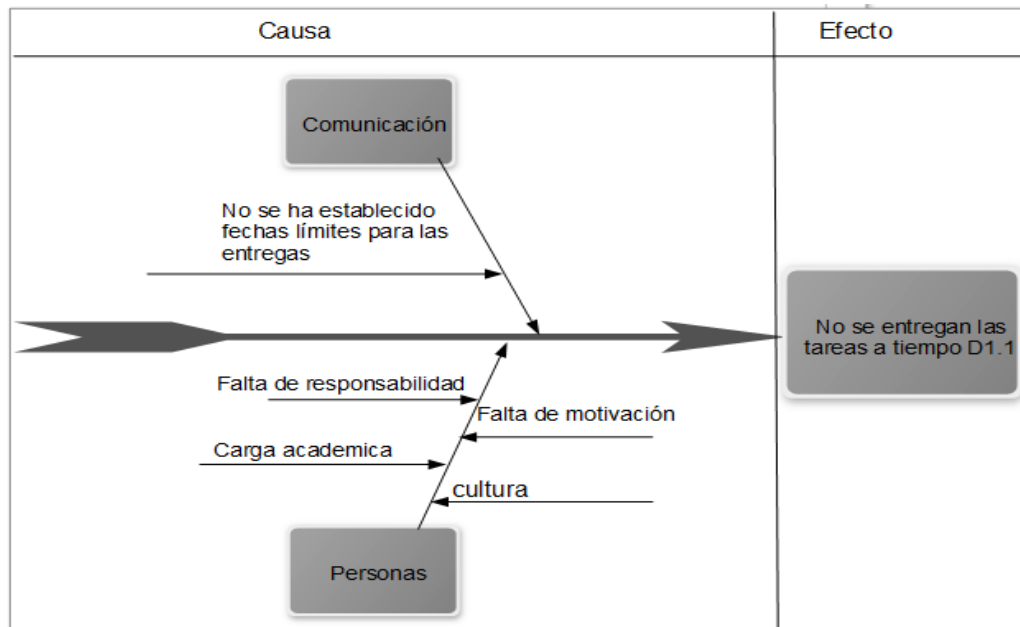 Causa
Efecto
Comunicación
No se ha establecido
fechas límites para las
entregas
No se entregan las
tareas a tiempo D1.1
Falta de responsabilidad
Falta de motivación
Carga academica
cultura
Personas